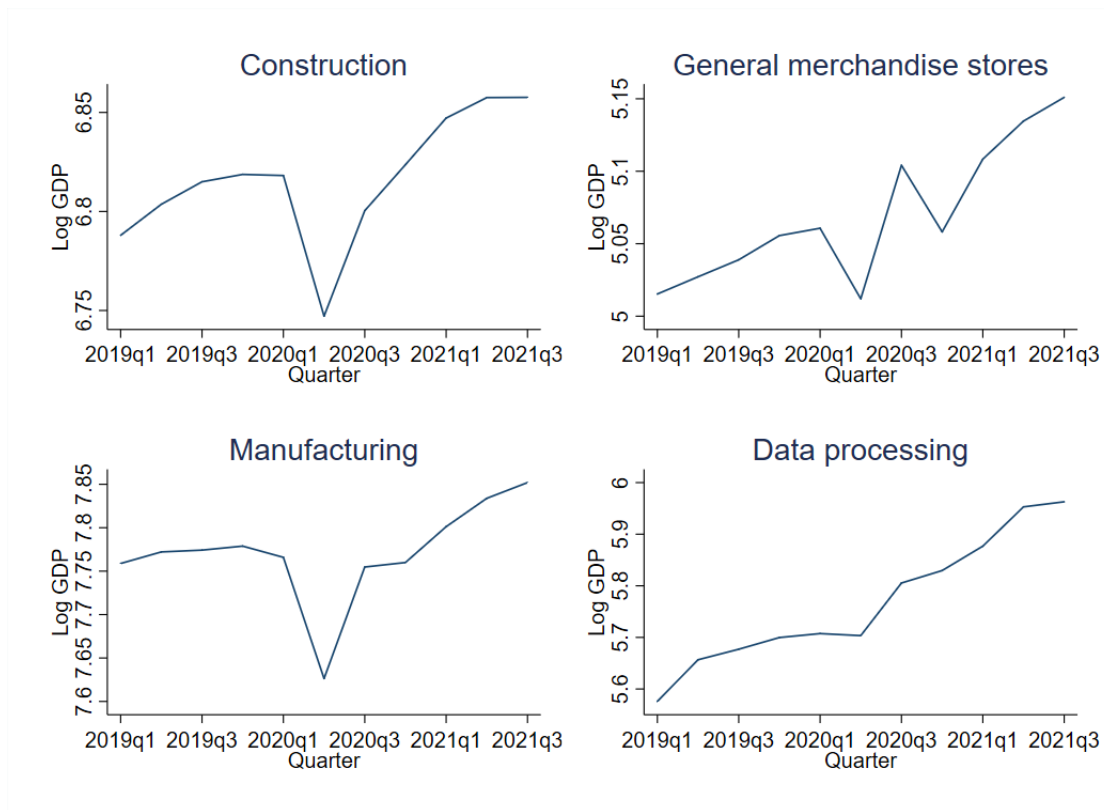 Construction
Log GDP
6.85
6.8
6.75
2019q1 2019q3 2020q1 2020q3 2021q1 2021q3
Quarter
General merchandise stores
Log GDP
5.15
5.1
5.05
5
2019q1 2019q3 2020q1 2020q3 2021q1 2021q3
Quarter
Manufacturing
Log GDP
7.85
7.8
7.75
7.7
7.65
7.6
2019q1 2019q3 2020q1 2020q3 2021q1 2021q3
Quarter
Data processing
Log GDP
6
5.9
5.8
5.7
5.6
2019q1 2019q3 2020q1 2020q3 2021q1 2021q3
Quarter